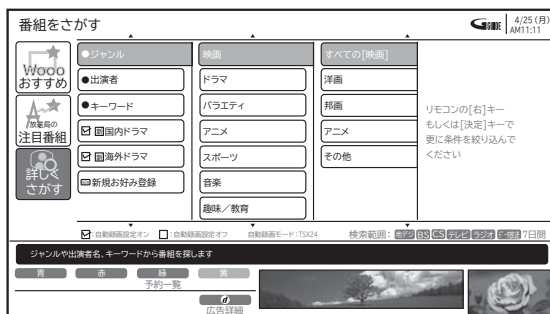 番組をさがす
GGUIDE
4/25 (月)
AM11:11
Wooo
おすすめ
放送局の
注目番組
詳しく
さがす
●ジャンル
●出演者
●キーワード
国内ドラマ
海外ドラマ
新規お好み登録
映画
ドラマ
バラエティ
アニメ
スポーツ
音楽
趣味／教育
すべての[映画]
洋画
邦画
アニメ
その他
リモコンの[右]キー
もしくは[決定]キーで
更に条件を絞り込んで
ください
:自動録画設定オン :自動録画設定オフ 自動録画モード:TSX24 検索範囲: 地デジ BS CS テレビ ラジオ データ 7日間
ジャンルや出演者名、キーワードから番組を探します
青 赤 緑 黄
予約一覧
d
広告詳細